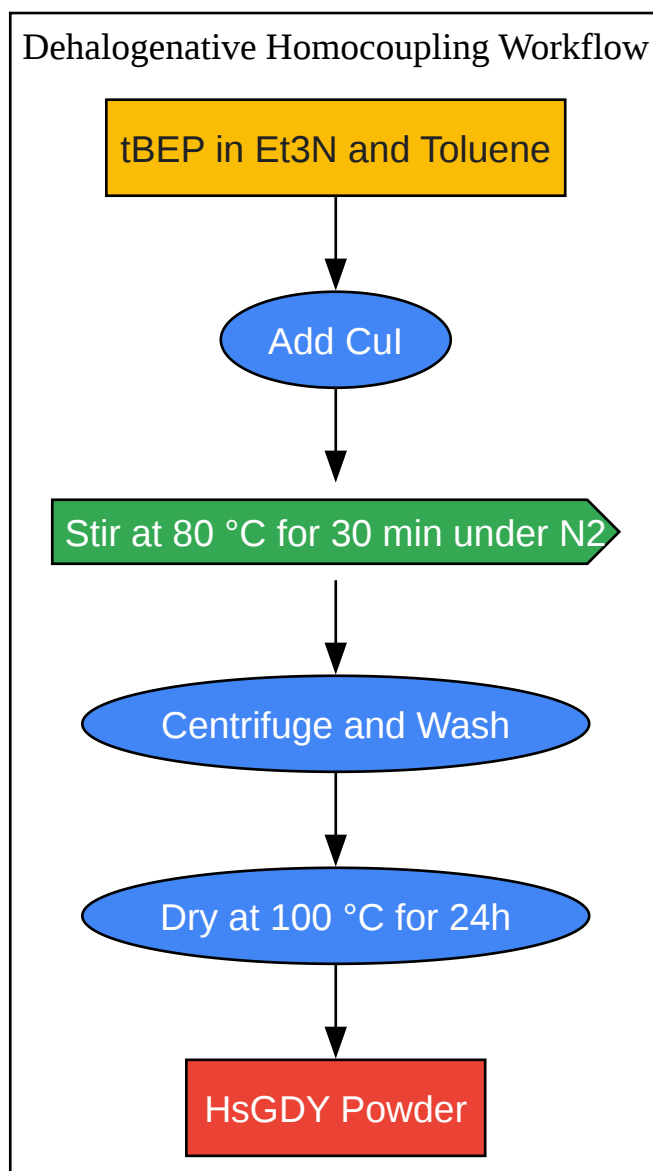 Dehalogenative Homocoupling Workflow
tBEP in Et3N and Toluene
Add CuI
Stir at 80 °C for 30 min under N2
Centrifuge and Wash
Dry at 100 °C for 24h
HsGDY Powder